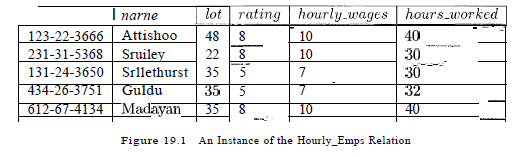 name lot rating hourly_wages hours_worked
123-22-3666 Attishoo 48 8 10 40
231-31-5368 Sruiley 22 8 10 30
131-24-3650 Srllethurst 35 5 7 30
434-26-3751 Guldu 35 5 7 32
612-67-4134 Madayan 35 8 10 40
Figure 19.1 An Instance of the Hourly_Emps Relation